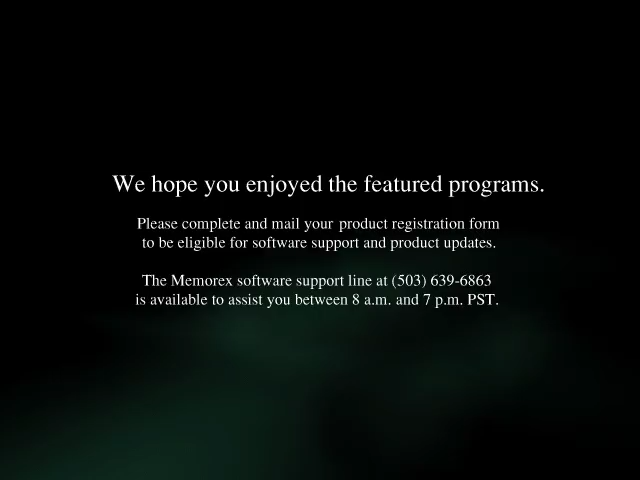 We hope you enjoyed the featured programs.
Please complete and mail your product registration form
to be eligible for software support and product updates.
The Memorex software support line at (503) 639-6863
is available to assist you between 8 a.m. and 7 p.m. PST.